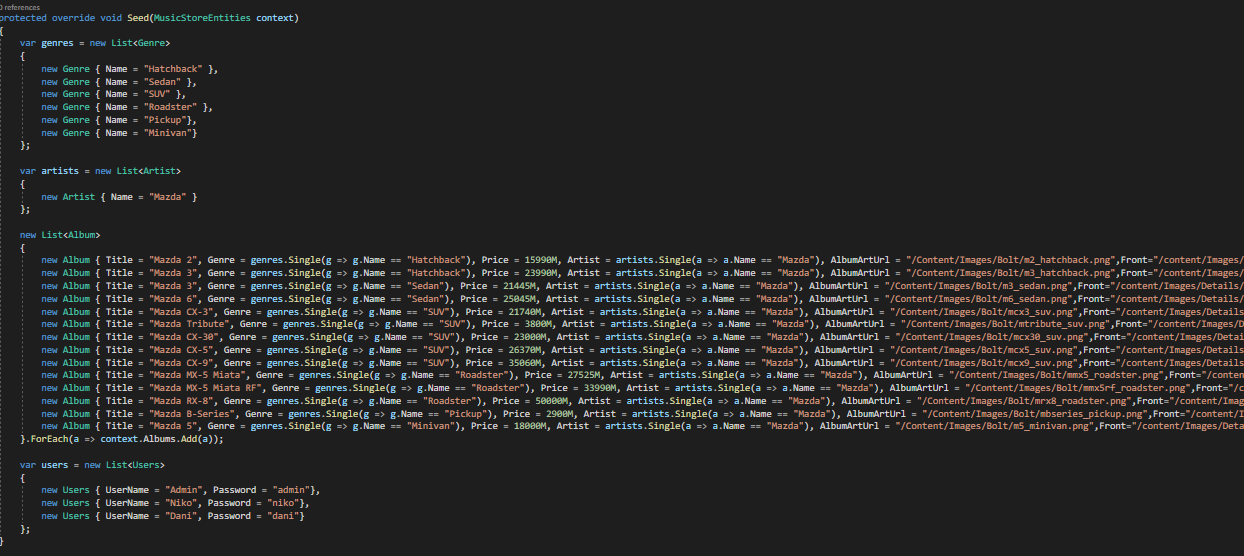 0 references
protected override void Seed(MusicStoreEntities context)
{
var genres = new List<Genre>
{
new Genre { Name = "Hatchback" },
new Genre { Name = "Sedan" },
new Genre { Name = "SUV" },
new Genre { Name = "Roadster" },
new Genre { Name = "Pickup"},
new Genre { Name = "Minivan"}
};
var artists = new List<Artist>
{
new Artist { Name = "Mazda" }
};
new List<Album>
{
new Album { Title = "Mazda 2", Genre = genres.Single(g => g.Name == "Hatchback"), Price = 15990M, Artist = artists.Single(a => a.Name == "Mazda"), AlbumArtUrl = "/Content/Images/Bolt/m2_hatchback.png",Front="/content/Images/
new Album { Title = "Mazda 3", Genre = genres.Single(g => g.Name == "Hatchback"), Price = 23990M, Artist = artists.Single(a => a.Name == "Mazda"), AlbumArtUrl = "/Content/Images/Bolt/m3_hatchback.png",Front="/content/Images/
new Album { Title = "Mazda 3", Genre = genres.Single(g => g.Name == "Sedan"), Price = 21445M, Artist = artists.Single(a => a.Name == "Mazda"), AlbumArtUrl = "/Content/Images/Bolt/m3_sedan.png",Front="/content/Images/Details/
new Album { Title = "Mazda 6", Genre = genres.Single(g => g.Name == "Sedan"), Price = 25045M, Artist = artists.Single(a => a.Name == "Mazda"), AlbumArtUrl = "/Content/Images/Bolt/m6_sedan.png",Front="/content/Images/Details/
new Album { Title = "Mazda CX-3", Genre = genres.Single(g => g.Name == "SUV"), Price = 21740M, Artist = artists.Single(a => a.Name == "Mazda"), AlbumArtUrl = "/Content/Images/Bolt/mcx3_suv.png",Front="/content/Images/Details
new Album { Title = "Mazda Tribute", Genre = genres.Single(g => g.Name == "SUV"), Price = 3800M, Artist = artists.Single(a => a.Name == "Mazda"), AlbumArtUrl = "/Content/Images/Bolt/mtribute_suv.png",Front="/content/Images/D
new Album { Title = "Mazda CX-30", Genre = genres.Single(g => g.Name == "SUV"), Price = 23000M, Artist = artists.Single(a => a.Name == "Mazda"), AlbumArtUrl = "/Content/Images/Bolt/mcx30_suv.png",Front="/content/Images/Detai
new Album { Title = "Mazda CX-5", Genre = genres.Single(g => g.Name == "SUV"), Price = 26370M, Artist = artists.Single(a => a.Name == "Mazda"), AlbumArtUrl = "/Content/Images/Bolt/mcx5_suv.png",Front="/content/Images/Details
new Album { Title = "Mazda CX-9", Genre = genres.Single(g => g.Name == "SUV"), Price = 35060M, Artist = artists.Single(a => a.Name == "Mazda"), AlbumArtUrl = "/Content/Images/Bolt/mcx9_suv.png",Front="/content/Images/Details
new Album { Title = "Mazda MX-5 Miata", Genre = genres.Single(g => g.Name == "Roadster"), Price = 27525M, Artist = artists.Single(a => a.Name == "Mazda"), AlbumArtUrl = "/Content/Images/Bolt/mmx5_roadster.png",Front="/conten
new Album { Title = "Mazda MX-5 Miata RF", Genre = genres.Single(g => g.Name == "Roadster"), Price = 33990M, Artist = artists.Single(a => a.Name == "Mazda"), AlbumArtUrl = "/Content/Images/Bolt/mmx5rf_roadster.png",Front="/c
new Album { Title = "Mazda RX-8", Genre = genres.Single(g => g.Name == "Roadster"), Price = 50000M, Artist = artists.Single(a => a.Name == "Mazda"), AlbumArtUrl = "/Content/Images/Bolt/mrx8_roadster.png",Front="/content/Imag
new Album { Title = "Mazda B-Series", Genre = genres.Single(g => g.Name == "Pickup"), Price = 2900M, Artist = artists.Single(a => a.Name == "Mazda"), AlbumArtUrl = "/Content/Images/Bolt/mbseries_pickup.png",Front="/content/I
new Album { Title = "Mazda 5", Genre = genres.Single(g => g.Name == "Minivan"), Price = 18000M, Artist = artists.Single(a => a.Name == "Mazda"), AlbumArtUrl = "/Content/Images/Bolt/m5_minivan.png",Front="/content/Images/Deta
}.ForEach(a => context.Albums.Add(a));
var users = new List<Users>
{
new Users { UserName = "Admin", Password = "admin"},
new Users { UserName = "Niko", Password = "niko"},
new Users { UserName = "Dani", Password = "dani"}
};
}